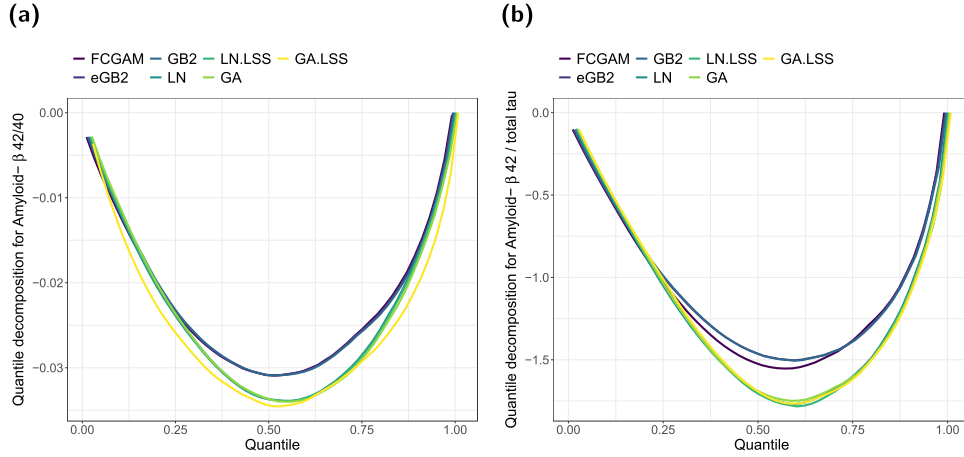 (a)
FCGAM GB2 LN.LSS GA.LSS
eGB2 LN GA
Quantile decomposition for Amyloid− β 42/40
0.00
−0.01
−0.02
−0.03
0.00 0.25 0.50 0.75 1.00
Quantile
(b)
FCGAM GB2 LN.LSS GA.LSS
eGB2 LN GA
Quantile decomposition for Amyloid− β 42 / total tau
0.0
−0.5
−1.0
−1.5
0.00 0.25 0.50 0.75 1.00
Quantile